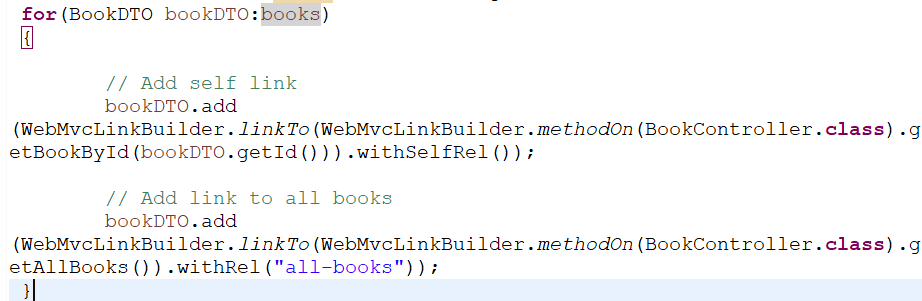 for(BookDTO bookDTO:books)
{
// Add self link
bookDTO.add
(WebMvcLinkBuilder.linkTo(WebMvcLinkBuilder.methodOn(BookController.class).g
etBookById(bookDTO.getId())).withSelfRel());
// Add link to all books
bookDTO.add
(WebMvcLinkBuilder.linkTo(WebMvcLinkBuilder.methodOn(BookController.class).g
etAllBooks()).withRel("all-books"));
}